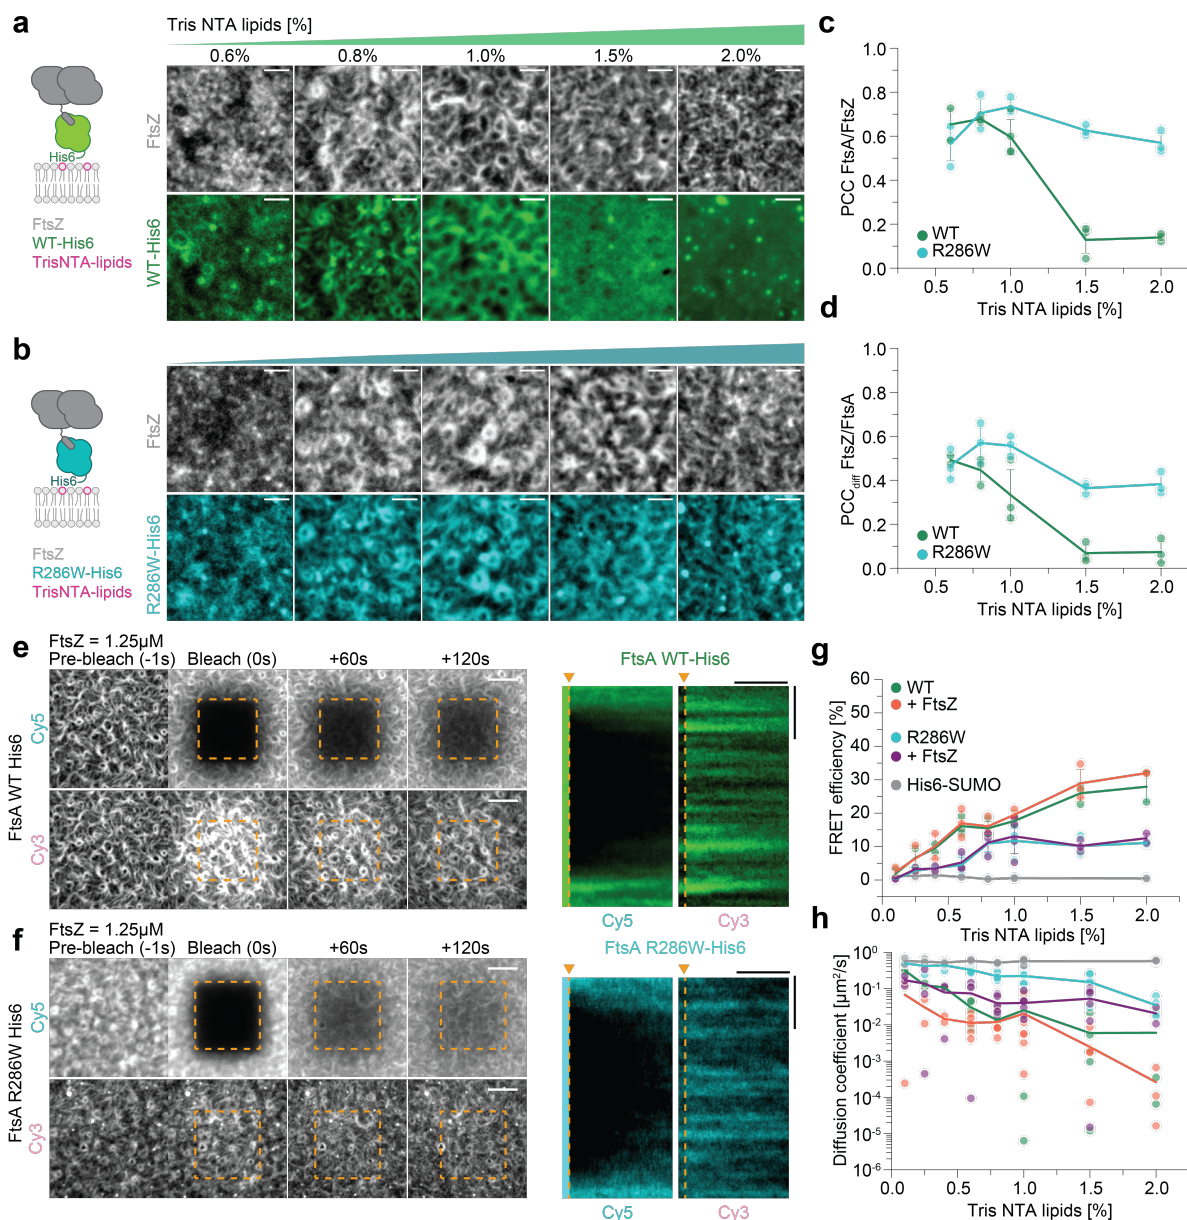 a
Tris NTA lipids [%]
0.6%
0.8%
1.0%
1.5%
2.0%
FtsZ
WT-His6
His6
FtsZ
WT-His6
TrisNTA-lipids
b
FtsZ
R286W-His6
His6
FtsZ
R286W-His6
TrisNTA-lipids
c
PCC FtsA/FtsZ
1.0
0.8
0.6
0.4
0.2
0.0
WT
R286W
0.5
1.0
1.5
2.0
Tris NTA lipids [%]
d
PCCdiff FtsZ/FtsA
1.0
0.8
0.6
0.4
0.2
0.0
WT
R286W
0.5
1.0
1.5
2.0
Tris NTA lipids [%]
e
FtsZ = 1.25µM
Pre-bleach (-1s)
Bleach (0s)
+60s
+120s
FtsA WT His6
Cy5
Cy3
FtsA WT-His6
Cy5
Cy3
f
FtsZ = 1.25µM
Pre-bleach (-1s)
Bleach (0s)
+60s
+120s
FtsA R286W His6
Cy5
Cy3
FtsA R286W-His6
Cy5
Cy3
g
FRET efficiency [%]
60
50
40
30
20
10
0
WT
+ FtsZ
R286W
+ FtsZ
His6-SUMO
0.0
0.5
1.0
1.5
2.0
Tris NTA lipids [%]
h
Diffusion coefficient [µm²/s]
10⁰
10⁻¹
10⁻²
10⁻³
10⁻⁴
10⁻⁵
10⁻⁶
0.0
0.5
1.0
1.5
2.0
Tris NTA lipids [%]